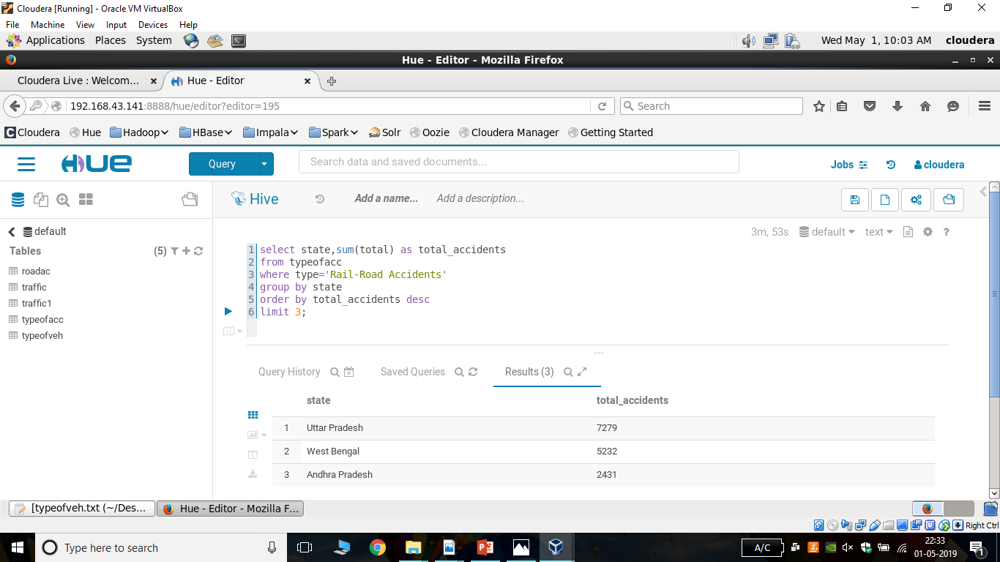 Cloudera [Running] - Oracle VM VirtualBox
File Machine View Input Devices Help
Applications Places System Wed May 1, 10:03 AM cloudera
Hue - Editor - Mozilla Firefox
Cloudera Live : Welcom... Hue - Editor
192.168.43.141:8888/hue/editor?editor=195 Search
Cloudera Hue Hadoop HBase Impala Spark Solr Oozie Cloudera Manager Getting Started
HUE Query Search data and saved documents... Jobs cloudera
Hive Add a name... Add a description...
default
3m, 53s default text ?
Tables (5)
roadac
traffic
traffic1
typeofacc
typeofveh
1 select state,sum(total) as total_accidents
2 from typeofacc
3 where type='Rail-Road Accidents'
4 group by state
5 order by total_accidents desc
6 limit 3;
Query History Saved Queries Results (3)
state total_accidents
1 Uttar Pradesh 7279
2 West Bengal 5232
3 Andhra Pradesh 2431
[typeofveh.txt (~/Des... Hue - Editor - Mozilla F...
Right Ctrl
Type here to search A/C 22:33
01-05-2019 1